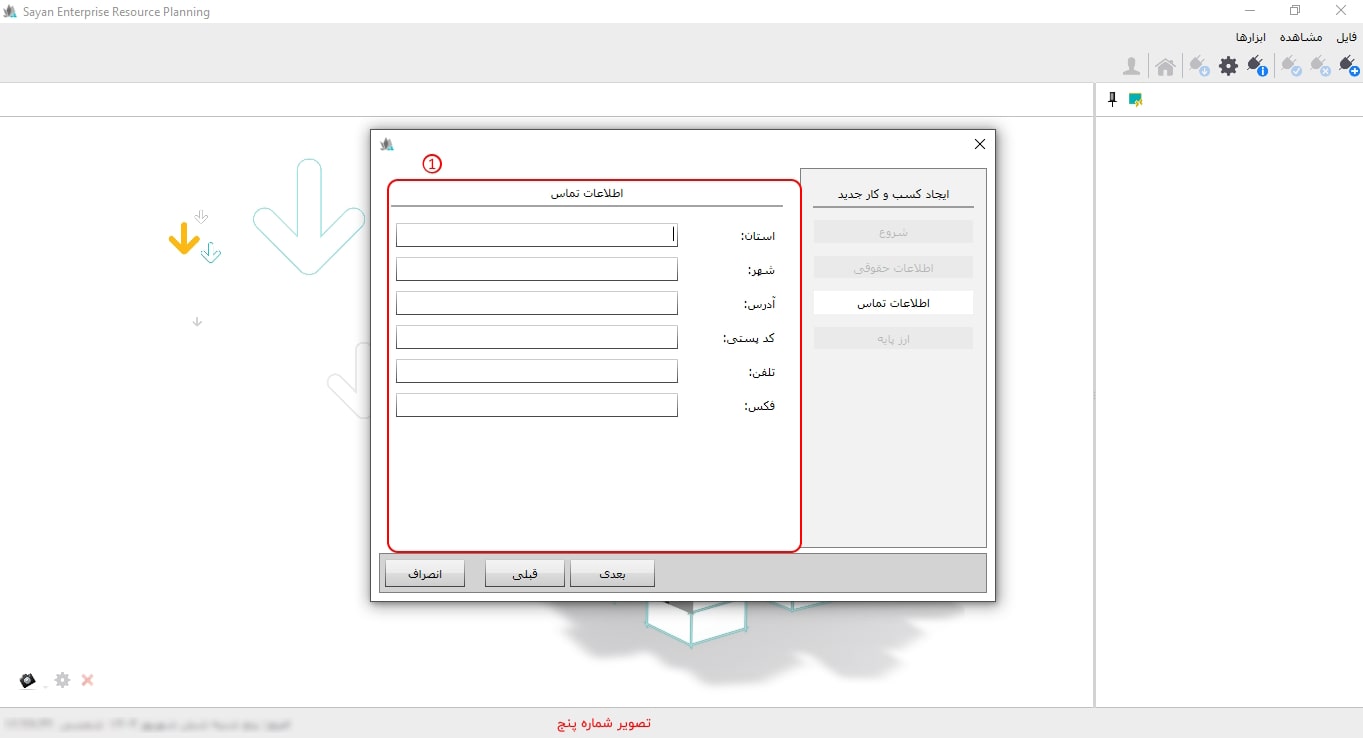 Sayan Enterprise Resource Planning
فایل مشاهده ابزارها
1
ایجاد کسب و کار جدید
شروع
اطلاعات حقوقی
اطلاعات تماس
ارز پایه
اطلاعات تماس
استان:
شهر:
آدرس:
کد پستی:
تلفن:
فکس:
بعدی قبلی انصراف
تصویر شماره پنج